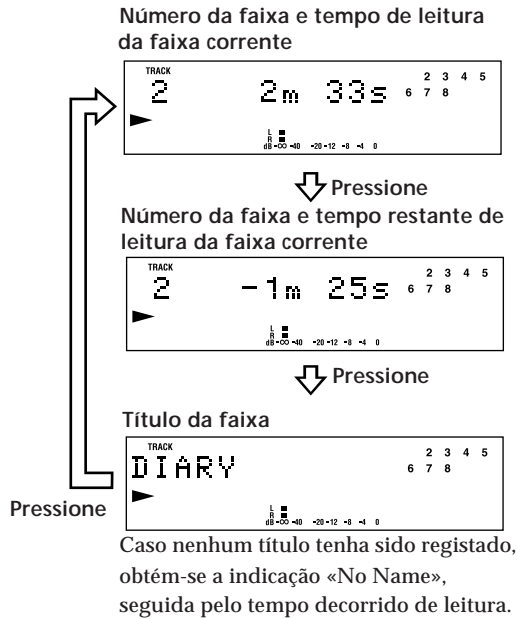 Número da faixa e tempo de leitura
da faixa corrente
TRACK
2 2m 33s 2 3 4 5
6 7 8
L
R
dB -∞ -40 -20 -12 -8 -4 0
Pressione
Número da faixa e tempo restante de
leitura da faixa corrente
TRACK
2 -1m 25s 2 3 4 5
6 7 8
L
R
dB -∞ -40 -20 -12 -8 -4 0
Pressione
Título da faixa
TRACK
DIARY 2 3 4 5
6 7 8
L
R
dB -∞ -40 -20 -12 -8 -4 0
Pressione
Caso nenhum título tenha sido registado,
obtém-se a indicação «No Name»,
seguida pelo tempo decorrido de leitura.